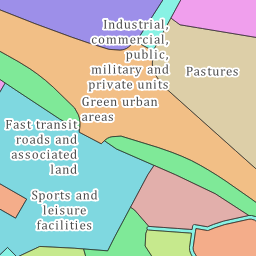 Industrial,
commercial,
public,
military and
private units
Pastures
Green urban
areas
Fast transit
roads and
associated
land
Sports and
leisure
facilities